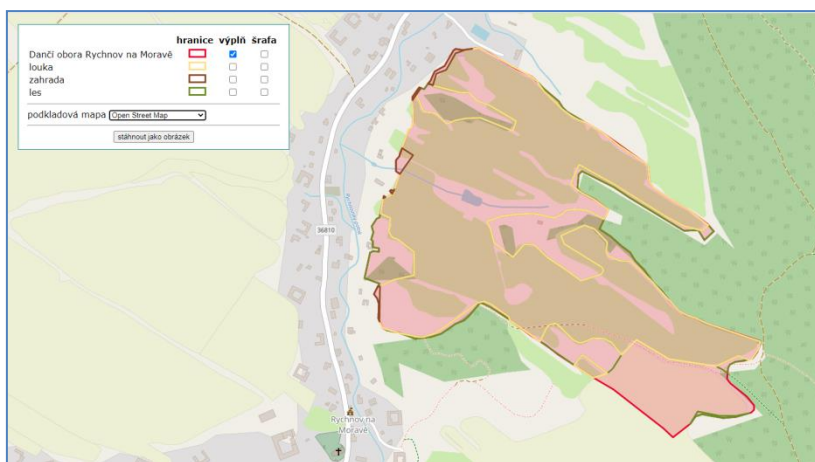 hranice výplň šrafa
Dančí obora Rychnov na Moravě
louka
zahrada
les
podkladová mapa Open Street Map
stáhnout jako obrázek
36810
Rychnov na
Moravě